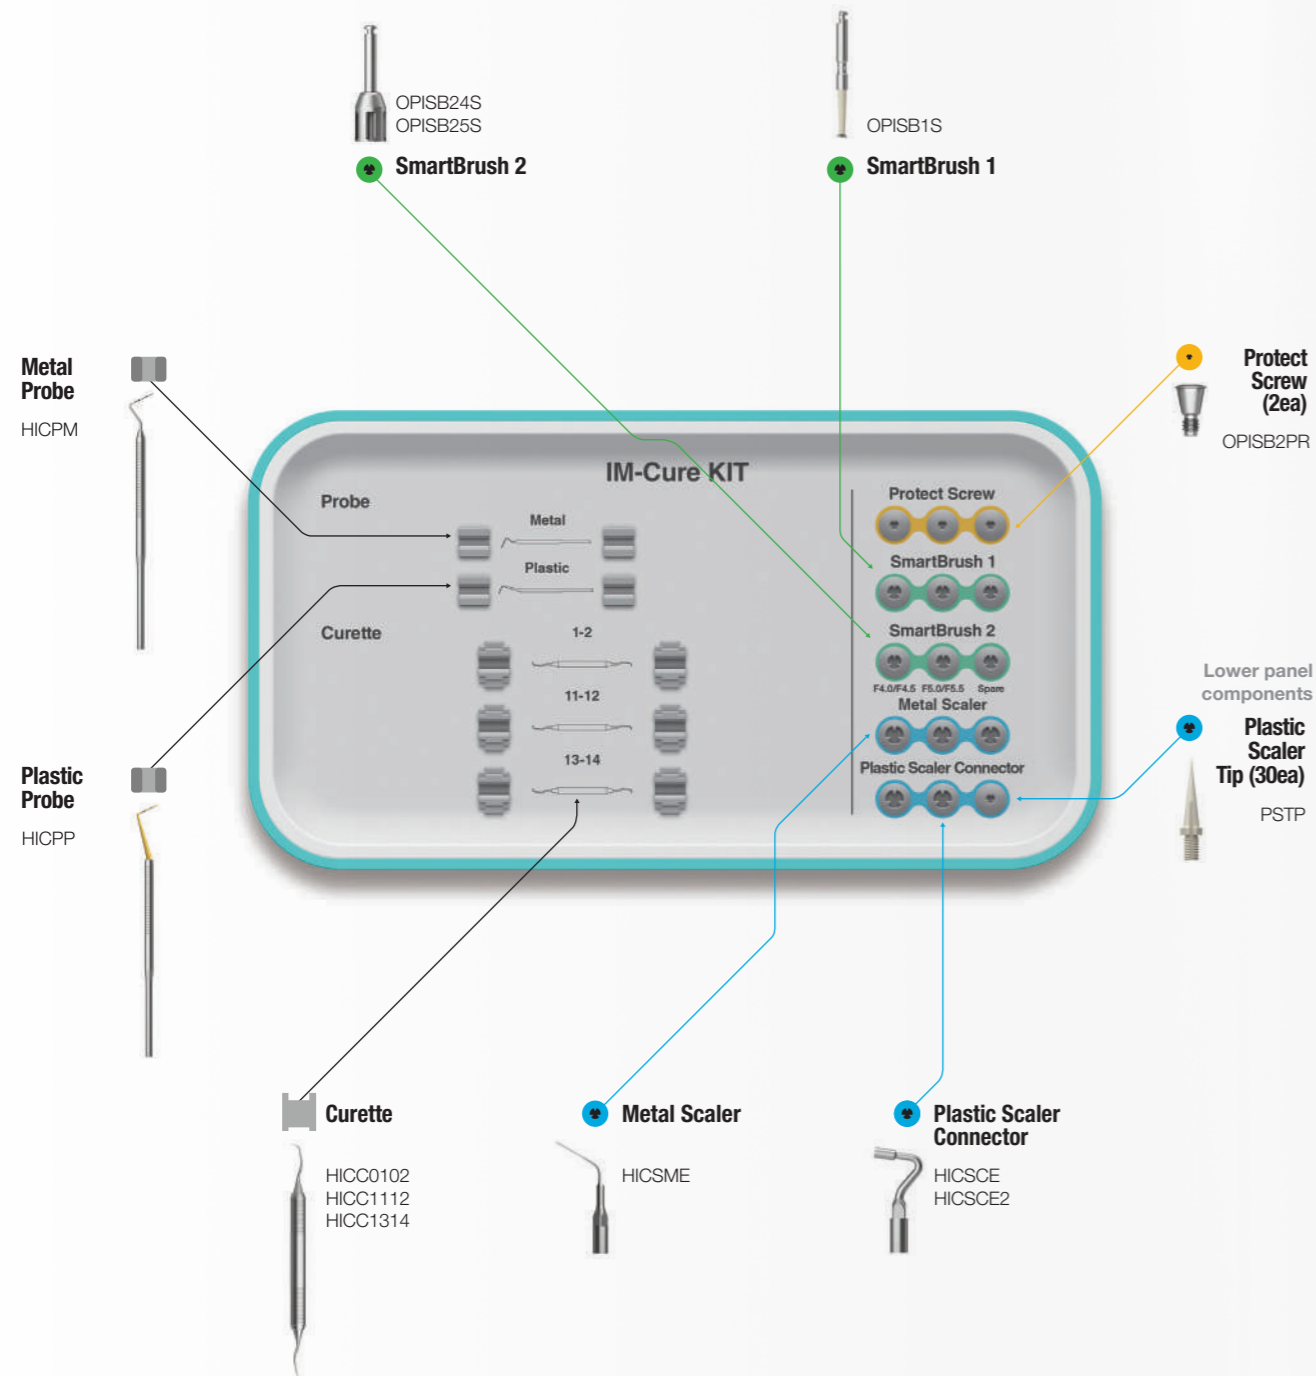 OPISB24S
OPISB25S
SmartBrush 2
OPISB1S
SmartBrush 1
Metal
Probe
HICPM
Protect
Screw
(2ea)
OPISB2PR
IM-Cure KIT
Probe
Metal
Plastic
Curette
1-2
11-12
13-14
Protect Screw
SmartBrush 1
SmartBrush 2
F4.0/F4.5 F5.0/F5.5 Spare
Metal Scaler
Plastic Scaler Connector
Lower panel
components
Plastic
Scaler
Tip (30ea)
PSTP
Plastic
Probe
HICPP
Curette
HICC0102
HICC1112
HICC1314
Metal Scaler
HICSME
Plastic Scaler
Connector
HICSCE
HICSCE2